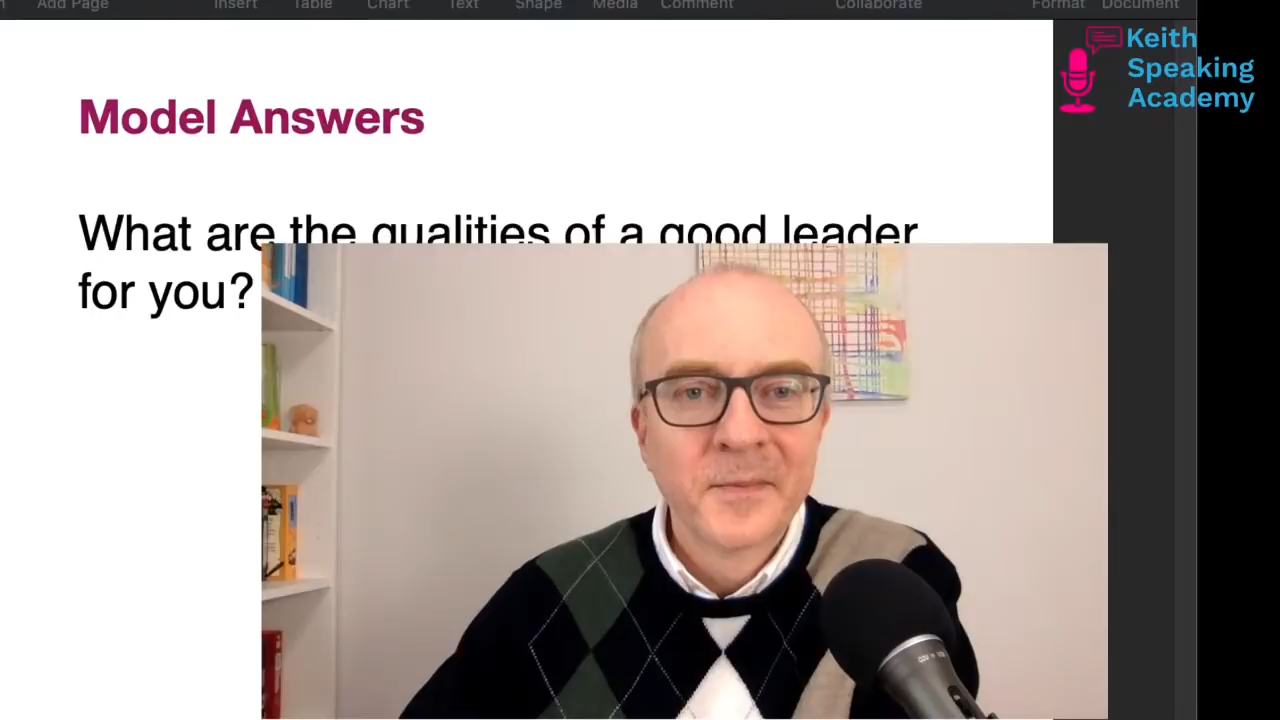 Add Page
Insert
Table
Chart
Text
Shape
Media
Comment
Collaborate
Format
Document
Keith
Speaking
Academy
Model Answers
What are the qualities of a good leader
for you?